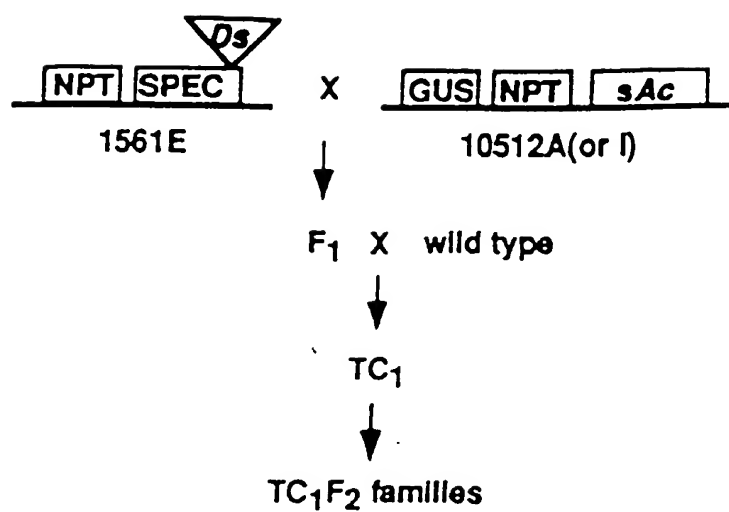 Ds
NPT SPEC X GUS NPT sAc
1561E 10512A(or I)
F1 X wild type
TC1
TC1F2 families